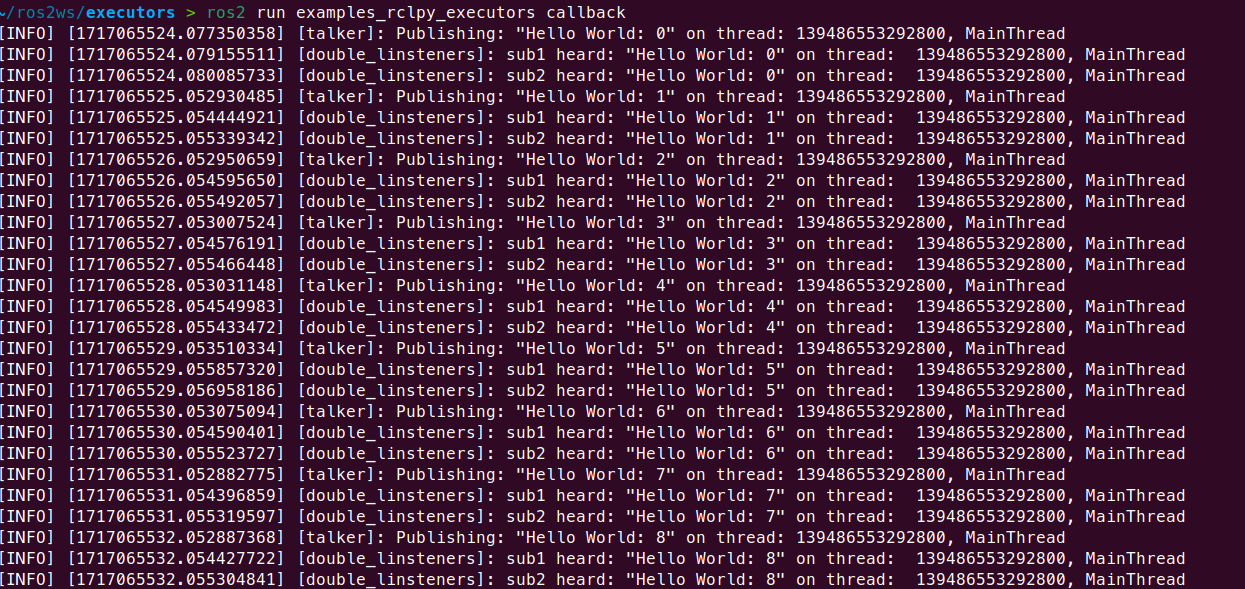 ~/ros2ws/executors > ros2 run examples_rclpy_executors callback
[INFO] [1717065524.077350358] [talker]: Publishing: "Hello World: 0" on thread: 139486553292800, MainThread
[INFO] [1717065524.079155511] [double_linsteners]: sub1 heard: "Hello World: 0" on thread:  139486553292800, MainThread
[INFO] [1717065524.080085733] [double_linsteners]: sub2 heard: "Hello World: 0" on thread:  139486553292800, MainThread
[INFO] [1717065525.052930485] [talker]: Publishing: "Hello World: 1" on thread: 139486553292800, MainThread
[INFO] [1717065525.054444921] [double_linsteners]: sub1 heard: "Hello World: 1" on thread:  139486553292800, MainThread
[INFO] [1717065525.055339342] [double_linsteners]: sub2 heard: "Hello World: 1" on thread:  139486553292800, MainThread
[INFO] [1717065526.052950659] [talker]: Publishing: "Hello World: 2" on thread: 139486553292800, MainThread
[INFO] [1717065526.054595650] [double_linsteners]: sub1 heard: "Hello World: 2" on thread:  139486553292800, MainThread
[INFO] [1717065526.055492057] [double_linsteners]: sub2 heard: "Hello World: 2" on thread:  139486553292800, MainThread
[INFO] [1717065527.053007524] [talker]: Publishing: "Hello World: 3" on thread: 139486553292800, MainThread
[INFO] [1717065527.054576191] [double_linsteners]: sub1 heard: "Hello World: 3" on thread:  139486553292800, MainThread
[INFO] [1717065527.055466448] [double_linsteners]: sub2 heard: "Hello World: 3" on thread:  139486553292800, MainThread
[INFO] [1717065528.053031148] [talker]: Publishing: "Hello World: 4" on thread: 139486553292800, MainThread
[INFO] [1717065528.054549983] [double_linsteners]: sub1 heard: "Hello World: 4" on thread:  139486553292800, MainThread
[INFO] [1717065528.055433472] [double_linsteners]: sub2 heard: "Hello World: 4" on thread:  139486553292800, MainThread
[INFO] [1717065529.053510334] [talker]: Publishing: "Hello World: 5" on thread: 139486553292800, MainThread
[INFO] [1717065529.055857320] [double_linsteners]: sub1 heard: "Hello World: 5" on thread:  139486553292800, MainThread
[INFO] [1717065529.056958186] [double_linsteners]: sub2 heard: "Hello World: 5" on thread:  139486553292800, MainThread
[INFO] [1717065530.053075094] [talker]: Publishing: "Hello World: 6" on thread: 139486553292800, MainThread
[INFO] [1717065530.054590401] [double_linsteners]: sub1 heard: "Hello World: 6" on thread:  139486553292800, MainThread
[INFO] [1717065530.055523727] [double_linsteners]: sub2 heard: "Hello World: 6" on thread:  139486553292800, MainThread
[INFO] [1717065531.052882775] [talker]: Publishing: "Hello World: 7" on thread: 139486553292800, MainThread
[INFO] [1717065531.054396859] [double_linsteners]: sub1 heard: "Hello World: 7" on thread:  139486553292800, MainThread
[INFO] [1717065531.055319597] [double_linsteners]: sub2 heard: "Hello World: 7" on thread:  139486553292800, MainThread
[INFO] [1717065532.052887368] [talker]: Publishing: "Hello World: 8" on thread: 139486553292800, MainThread
[INFO] [1717065532.054427722] [double_linsteners]: sub1 heard: "Hello World: 8" on thread:  139486553292800, MainThread
[INFO] [1717065532.055304841] [double_linsteners]: sub2 heard: "Hello World: 8" on thread:  139486553292800, MainThread